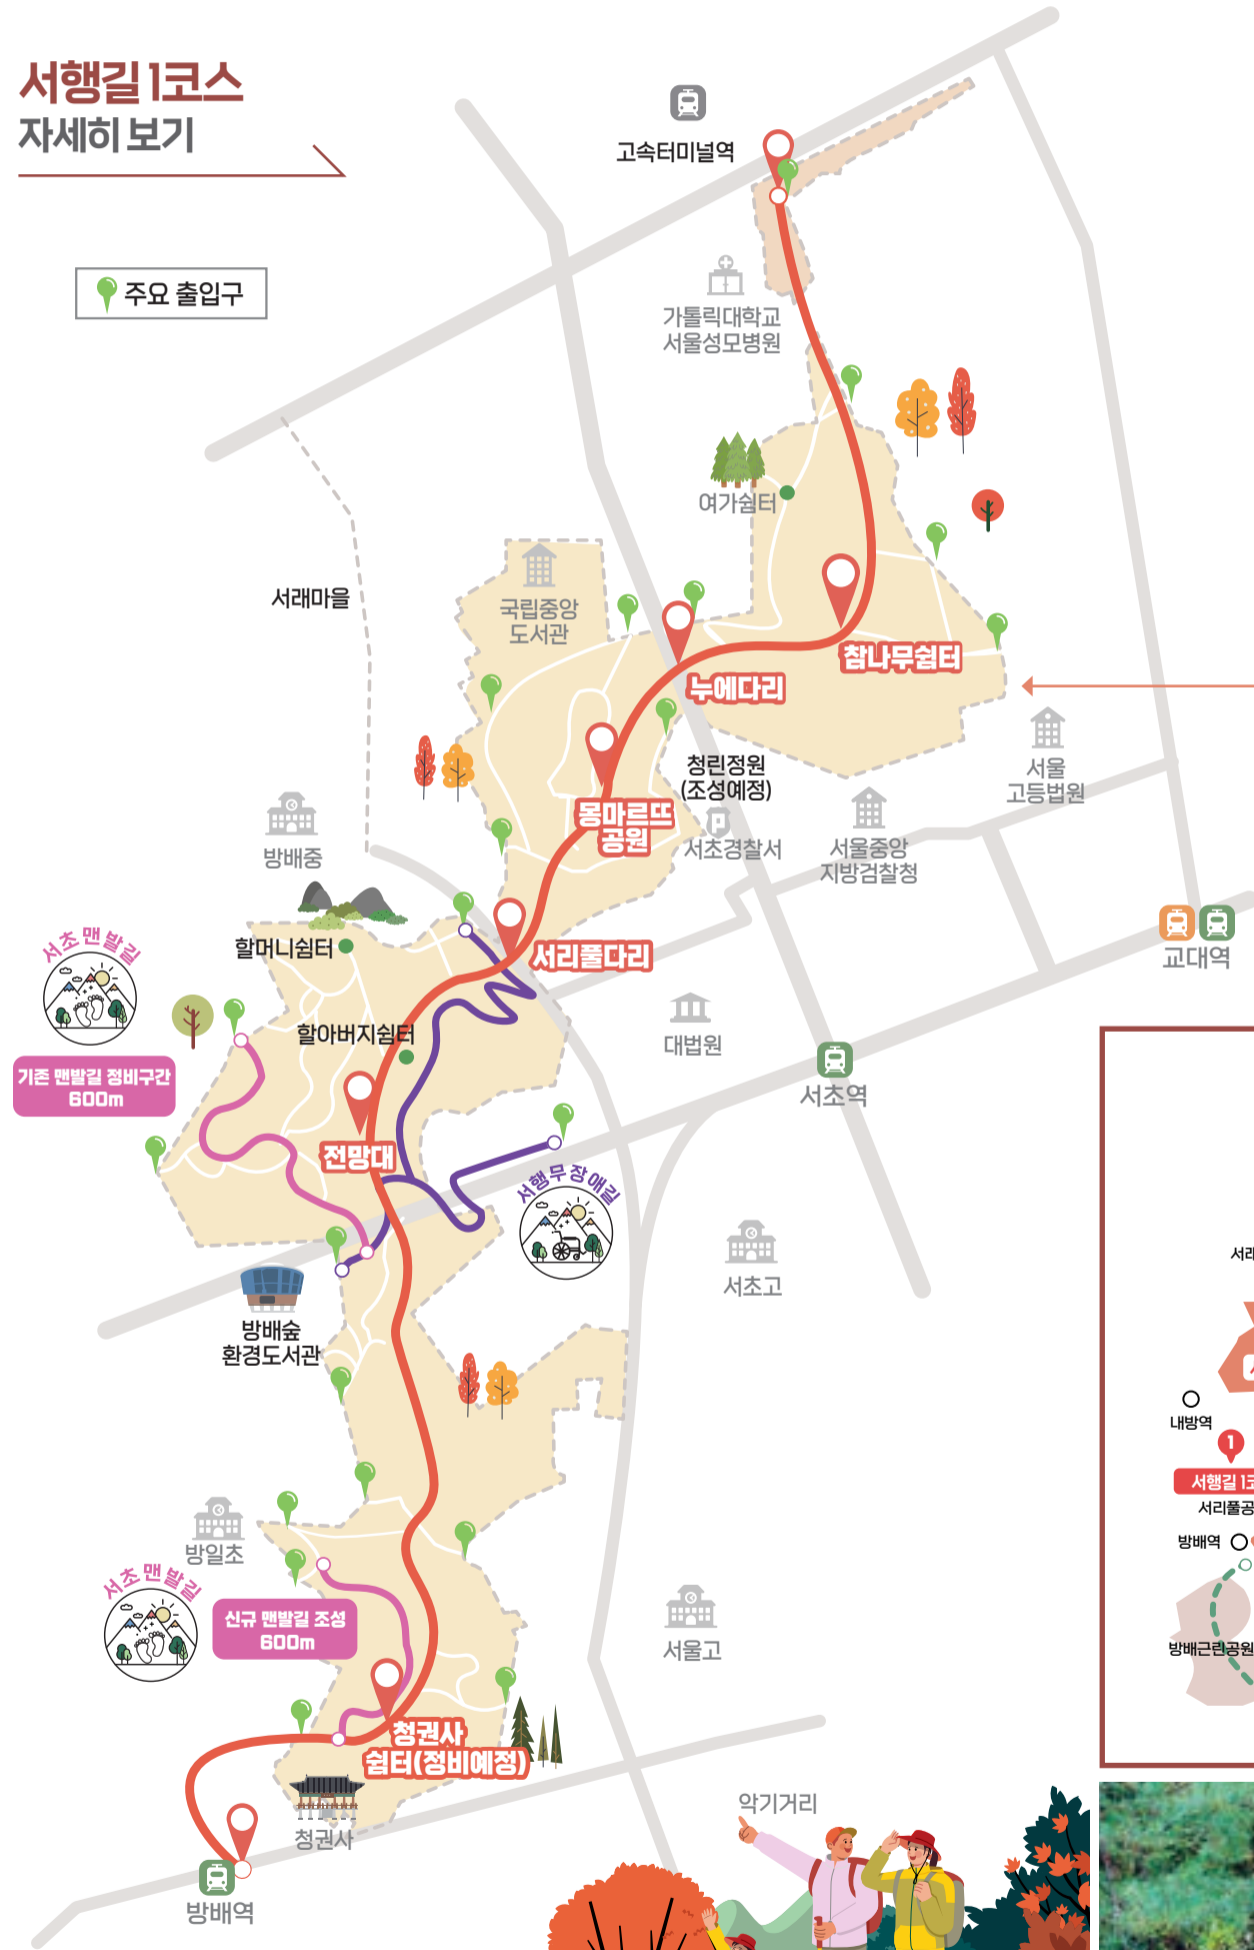 서행길 1코스
자세히 보기
주요 출입구
고속터미널역
가톨릭대학교
서울성모병원
여가쉼터
국립중앙
도서관
서래마을
참나무쉼터
누에다리
청린정원
(조성예정)
서울
고등법원
몽마르뜨
공원
서초경찰서
서울중앙
지방검찰청
방배중
할머니쉼터
서리풀다리
교대역
서초맨발길
할아버지쉼터
대법원
기존 맨발길 정비구간
600m
서초역
전망대
서행무장애길
서초고
방배숲
환경도서관
내방역
1
서행길 1코
서리풀공
방배역
방일초
서초맨발길
신규 맨발길 조성
600m
서울고
방배근린공원
청권사
쉼터(정비예정)
악기거리
청권사
방배역